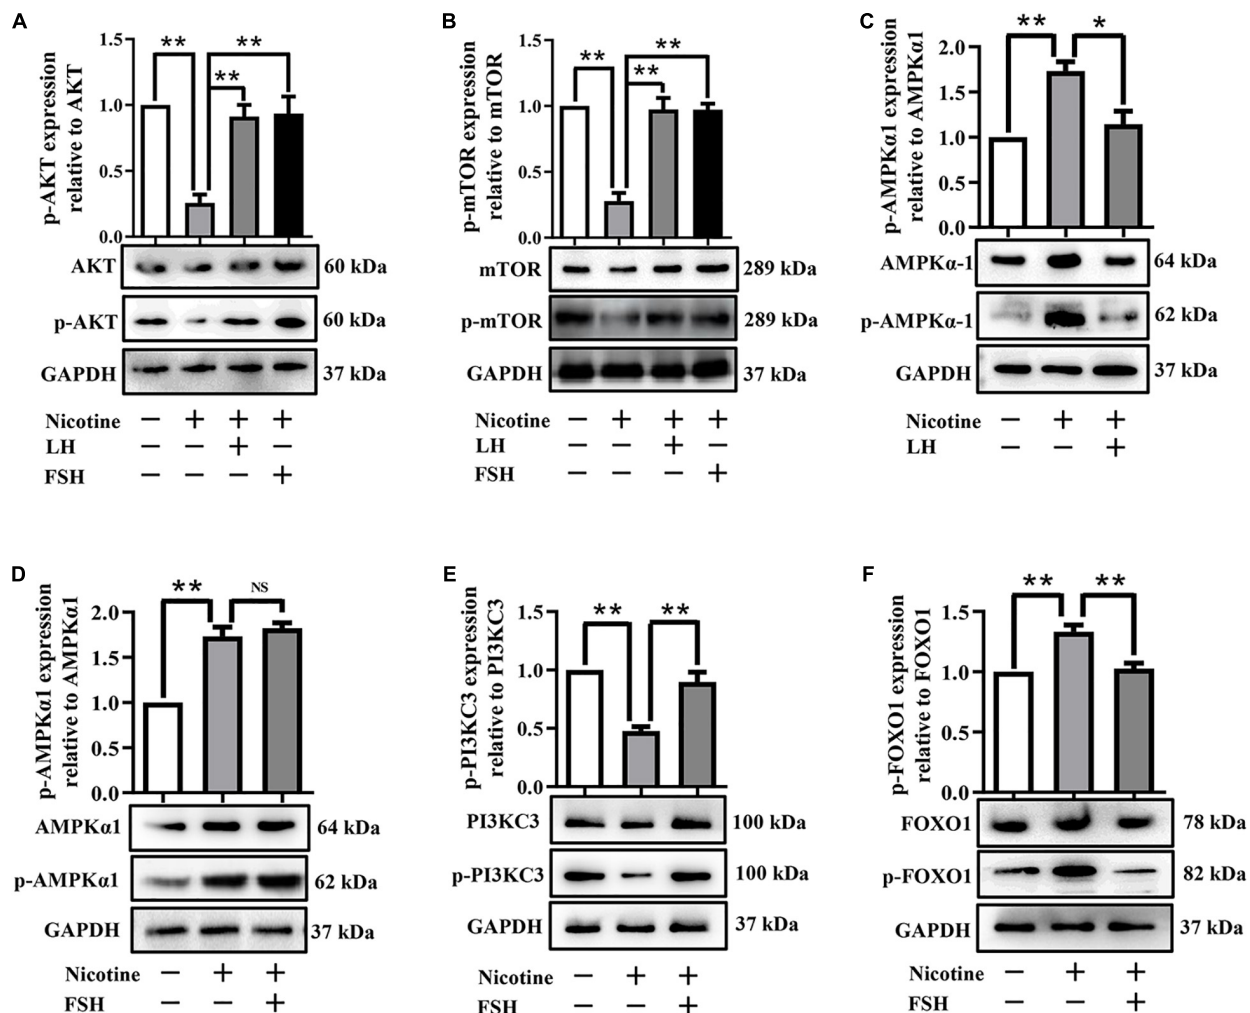 A
p-AKT expression
relative to AKT
1.5
1.0
0.5
0.0
** ** **
AKT 60 kDa
p-AKT 60 kDa
GAPDH 37 kDa
Nicotine − + + +
LH − − + −
FSH − − − +
B
p-mTOR expression
relative to mTOR
1.5
1.0
0.5
0.0
** ** **
mTOR 289 kDa
p-mTOR 289 kDa
GAPDH 37 kDa
Nicotine − + + +
LH − − + −
FSH − − − +
C
p-AMPKα1 expression
relative to AMPKα1
2.0
1.5
1.0
0.5
0.0
** *
AMPKα-1 64 kDa
p-AMPKα-1 62 kDa
GAPDH 37 kDa
Nicotine − + +
LH − − +
D
p-AMPKα1 expression
relative to AMPKα1
2.0
1.5
1.0
0.5
0.0
** NS
AMPKα1 64 kDa
p-AMPKα1 62 kDa
GAPDH 37 kDa
Nicotine − + +
FSH − − +
E
p-PI3KC3 expression
relative to PI3KC3
1.5
1.0
0.5
0.0
** **
PI3KC3 100 kDa
p-PI3KC3 100 kDa
GAPDH 37 kDa
Nicotine − + +
FSH − − +
F
p-FOXO1 expression
relative to FOXO1
1.5
1.0
0.5
0.0
** **
FOXO1 78 kDa
p-FOXO1 82 kDa
GAPDH 37 kDa
Nicotine − + +
FSH − − +